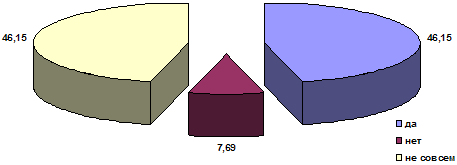 46,15
46,15
7,69
да
нет
не совсем